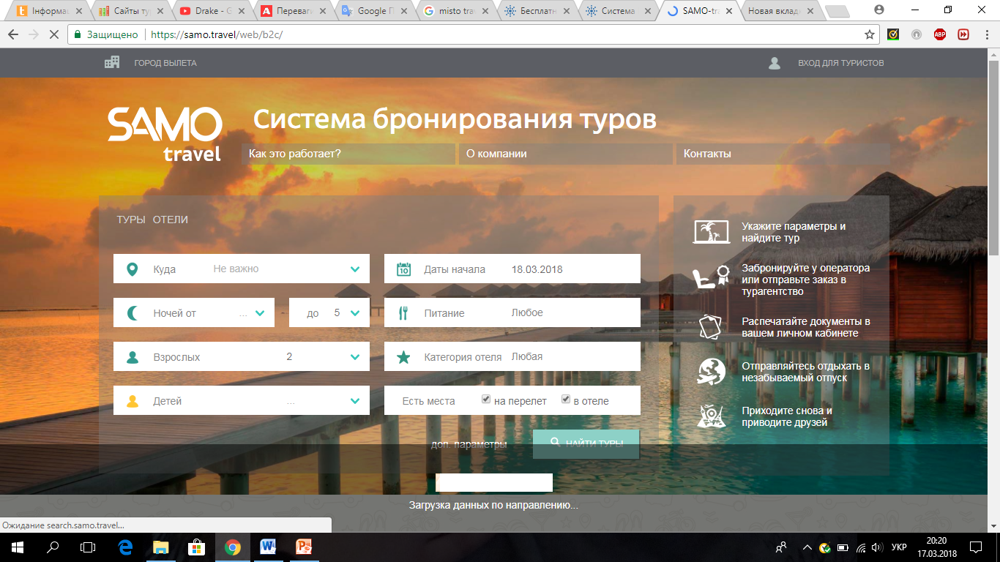 Інформац
Сайты ту
Drake - G
Переваги
Google П
misto tra
Бесплатн
Система
SAMO-tra
Новая вклад
Защищено
https://samo.travel/web/b2c/
ABP
ГОРОД ВЫЛЕТА
ВХОД ДЛЯ ТУРИСТОВ
SAMO
travel
Система бронирования туров
Как это работает?
О компании
Контакты
ТУРЫ ОТЕЛИ
Куда Не важно
10 Даты начала 18.03.2018
Ночей от ... до 5
Питание Любое
Взрослых 2
Категория отеля Любая
Детей ...
Есть места на перелет в отеле
доп. параметры
НАЙТИ ТУРЫ
Укажите параметры и
найдите тур
Забронируйте у оператора
или отправьте заказ в
турагентство
Распечатайте документы в
вашем личном кабинете
Отправляйтесь отдыхать в
незабываемый отпуск
Приходите снова и
приводите друзей
Загрузка данных по направлению...
Ожидание search.samo.travel...
УКР
20:20
17.03.2018